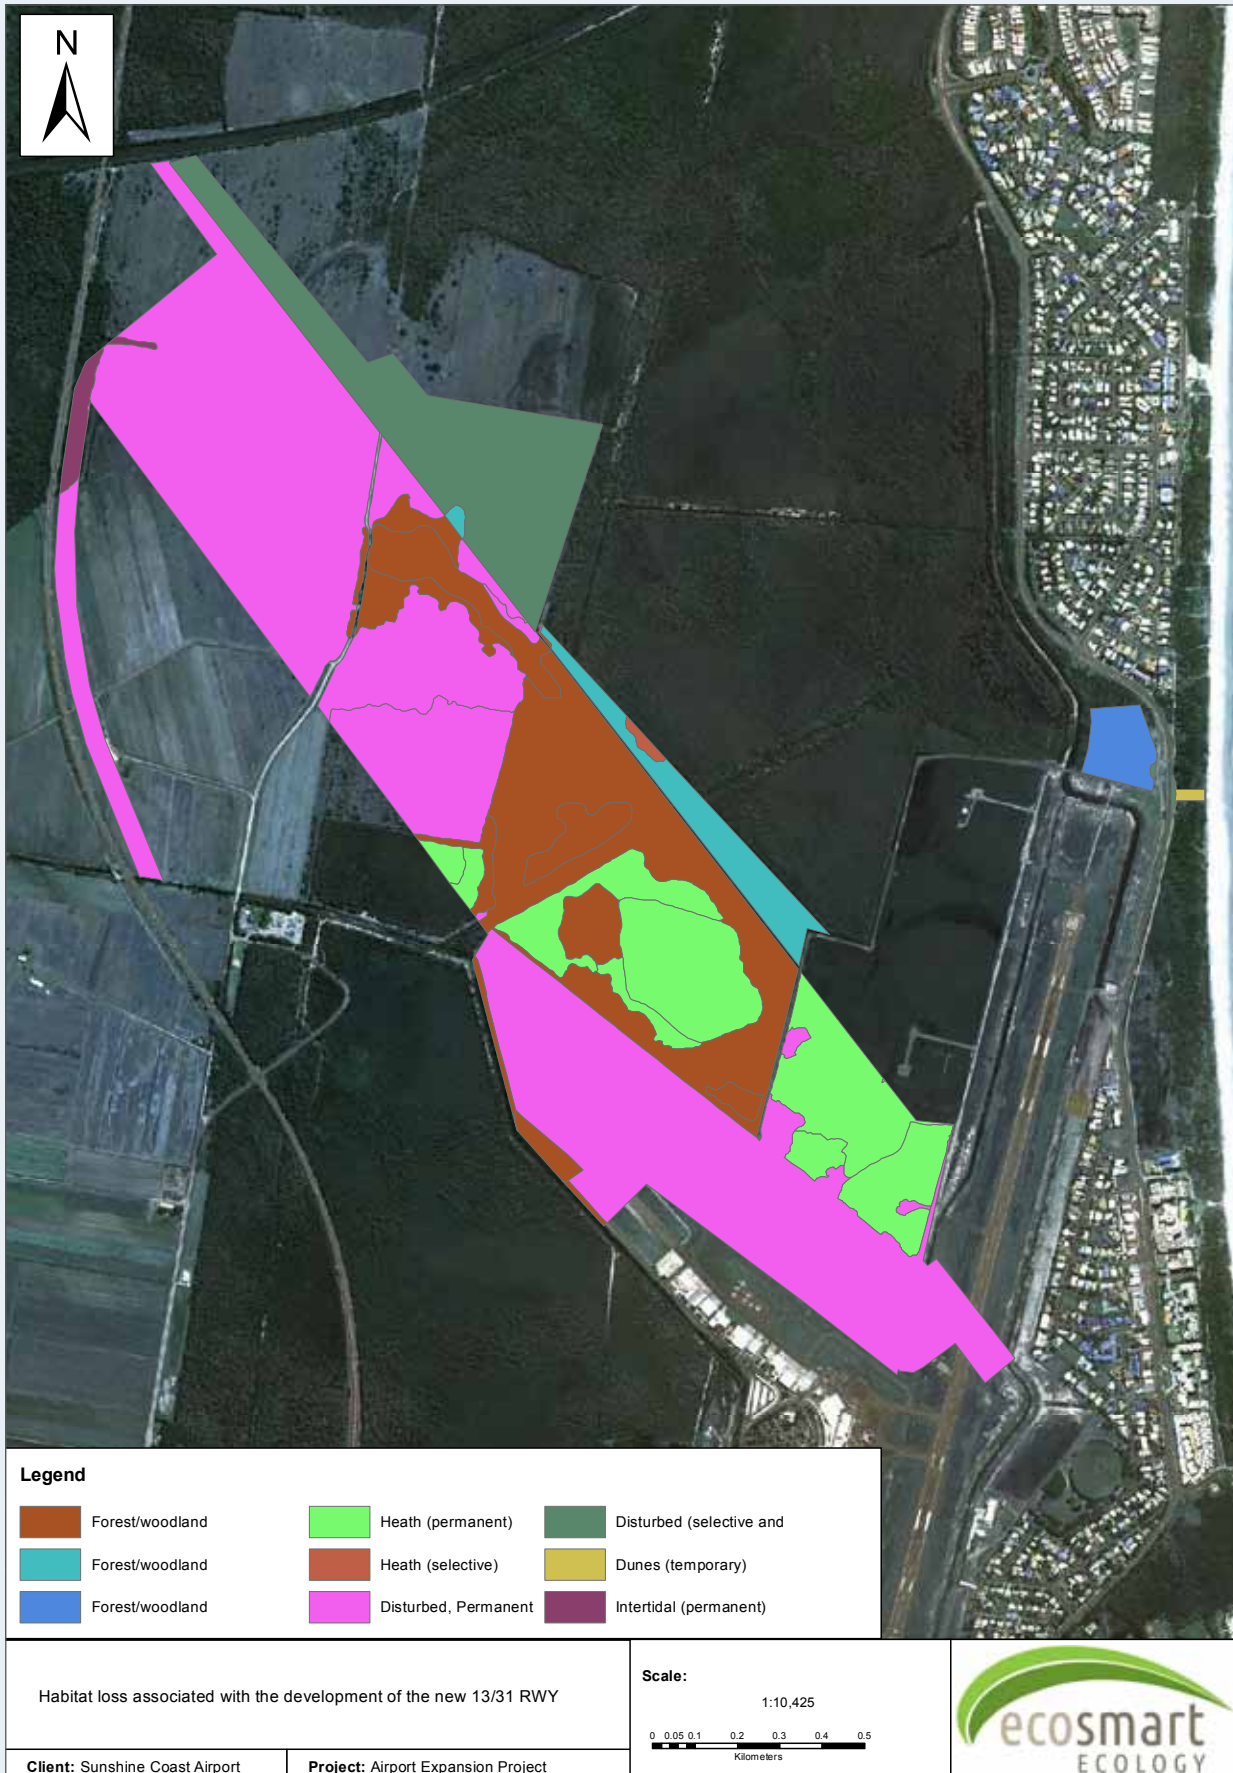 N
Legend
Forest/woodland
Forest/woodland
Forest/woodland
Heath (permanent)
Heath (selective)
Disturbed, Permanent
Disturbed (selective and
Dunes (temporary)
Intertidal (permanent)
Habitat loss associated with the development of the new 13/31 RWY
Scale:
1:10,425
0 0.05 0.1 0.2 0.3 0.4 0.5
Kilometers
Client: Sunshine Coast Airport
Project: Airport Expansion Project
ecosmart
ECOLOGY